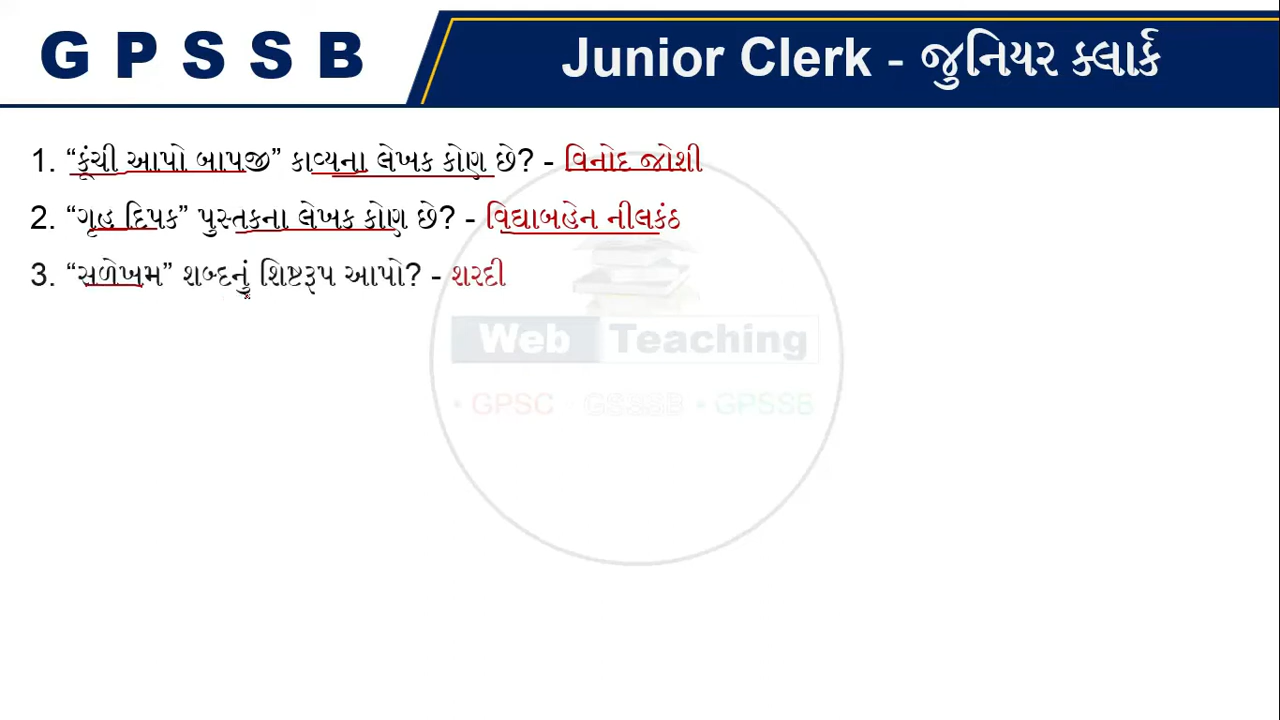 GPSSB
Junior Clerk - જુનિયર ક્લાર્ક
1. “કૂંચી આપો બાપજી” કાવ્યના લેખક કોણ છે? - વિનોદ જોશી
2. “ગૃહ દિપક” પુસ્તકના લેખક કોણ છે? - વિદ્યાબહેન નીલકંઠ
3. “સળેખમ” શબ્દનું શિષ્ટરૂપ આપો? - શરદી
Web Teaching
• GPSC • GSSSB • GPSSB